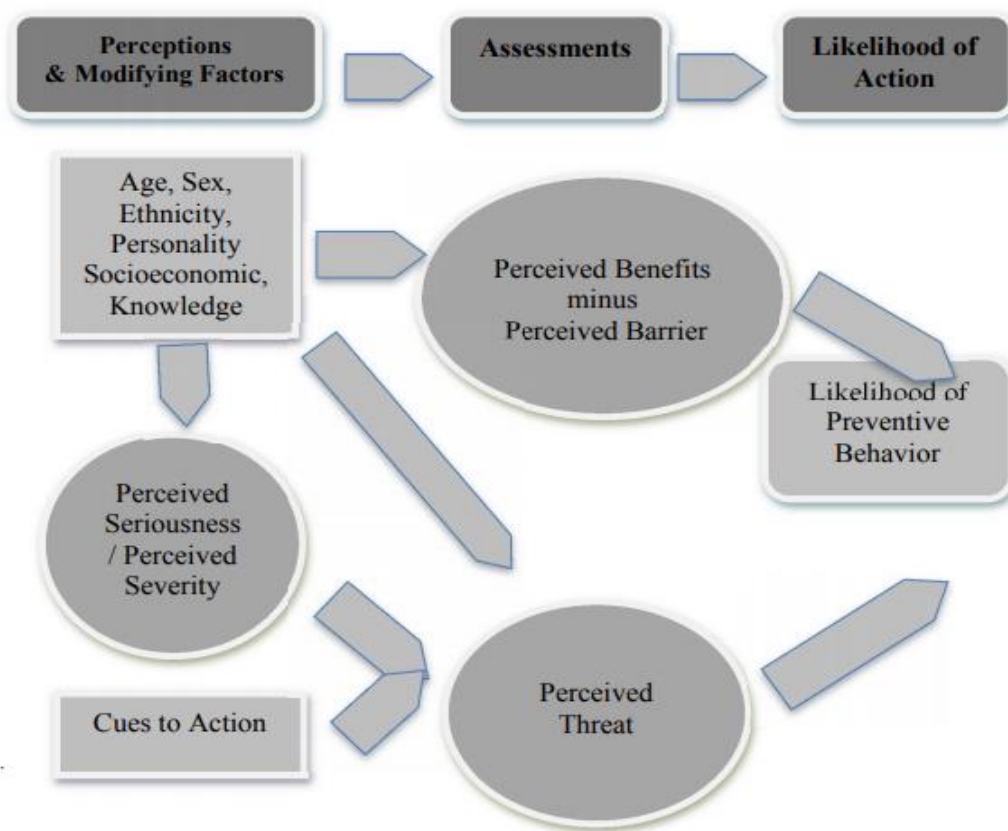 Perceptions
& Modifying Factors
Assessments
Likelihood of
Action
Age, Sex,
Ethnicity,
Personality
Socioeconomic,
Knowledge
Perceived Benefits
minus
Perceived Barrier
Likelihood of
Preventive
Behavior
Perceived
Seriousness
/ Perceived
Severity
Cues to Action
Perceived
Threat
.